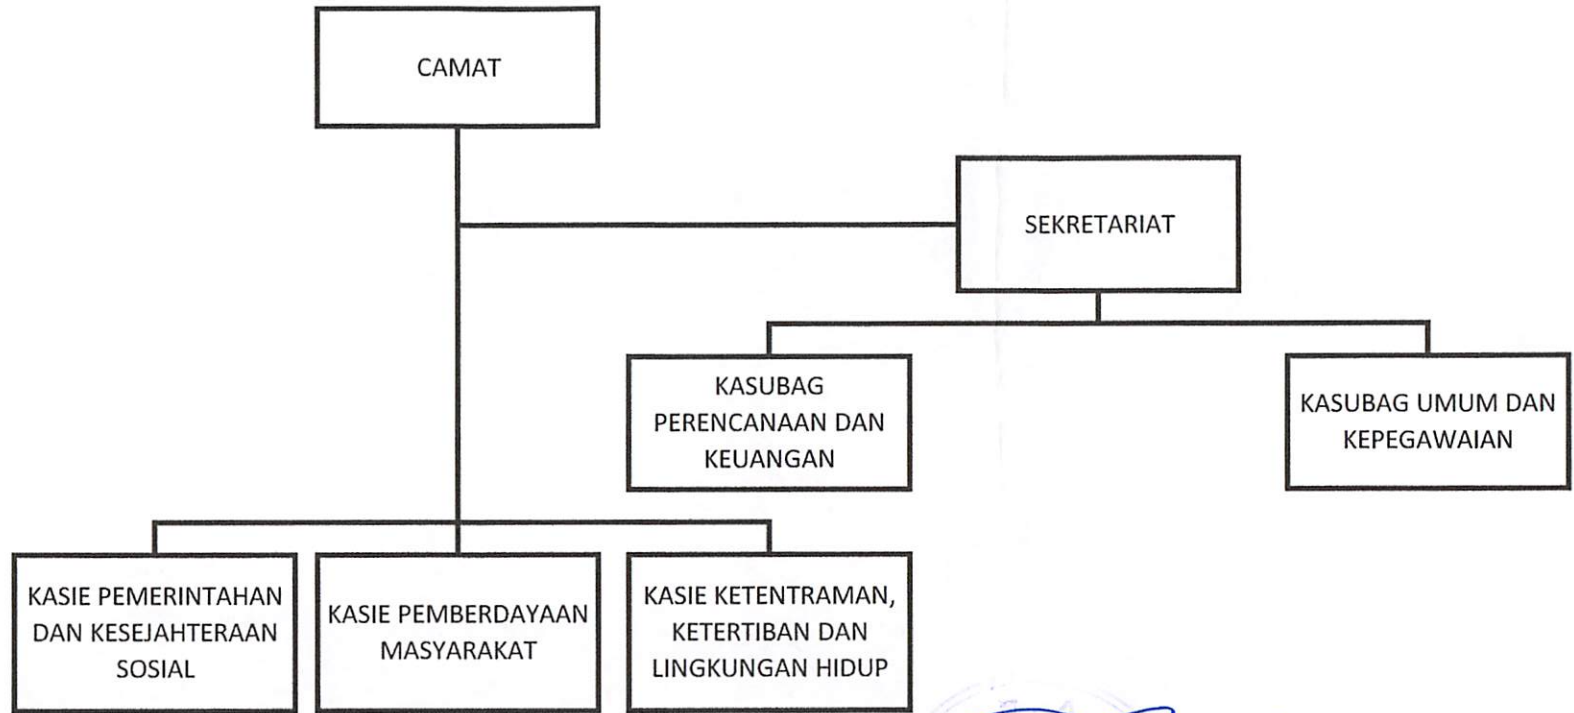 CAMAT
SEKRETARIAT
KASUBAG
PERENCANAAN DAN
KEUANGAN
KASUBAG UMUM DAN
KEPEGAWAIAN
KASIE PEMERINTAHAN
DAN KESEJAHTERAAN
SOSIAL
KASIE PEMBERDAYAAN
MASYARAKAT
KASIE KETENTRAMAN,
KETERTIBAN DAN
LINGKUNGAN HIDUP